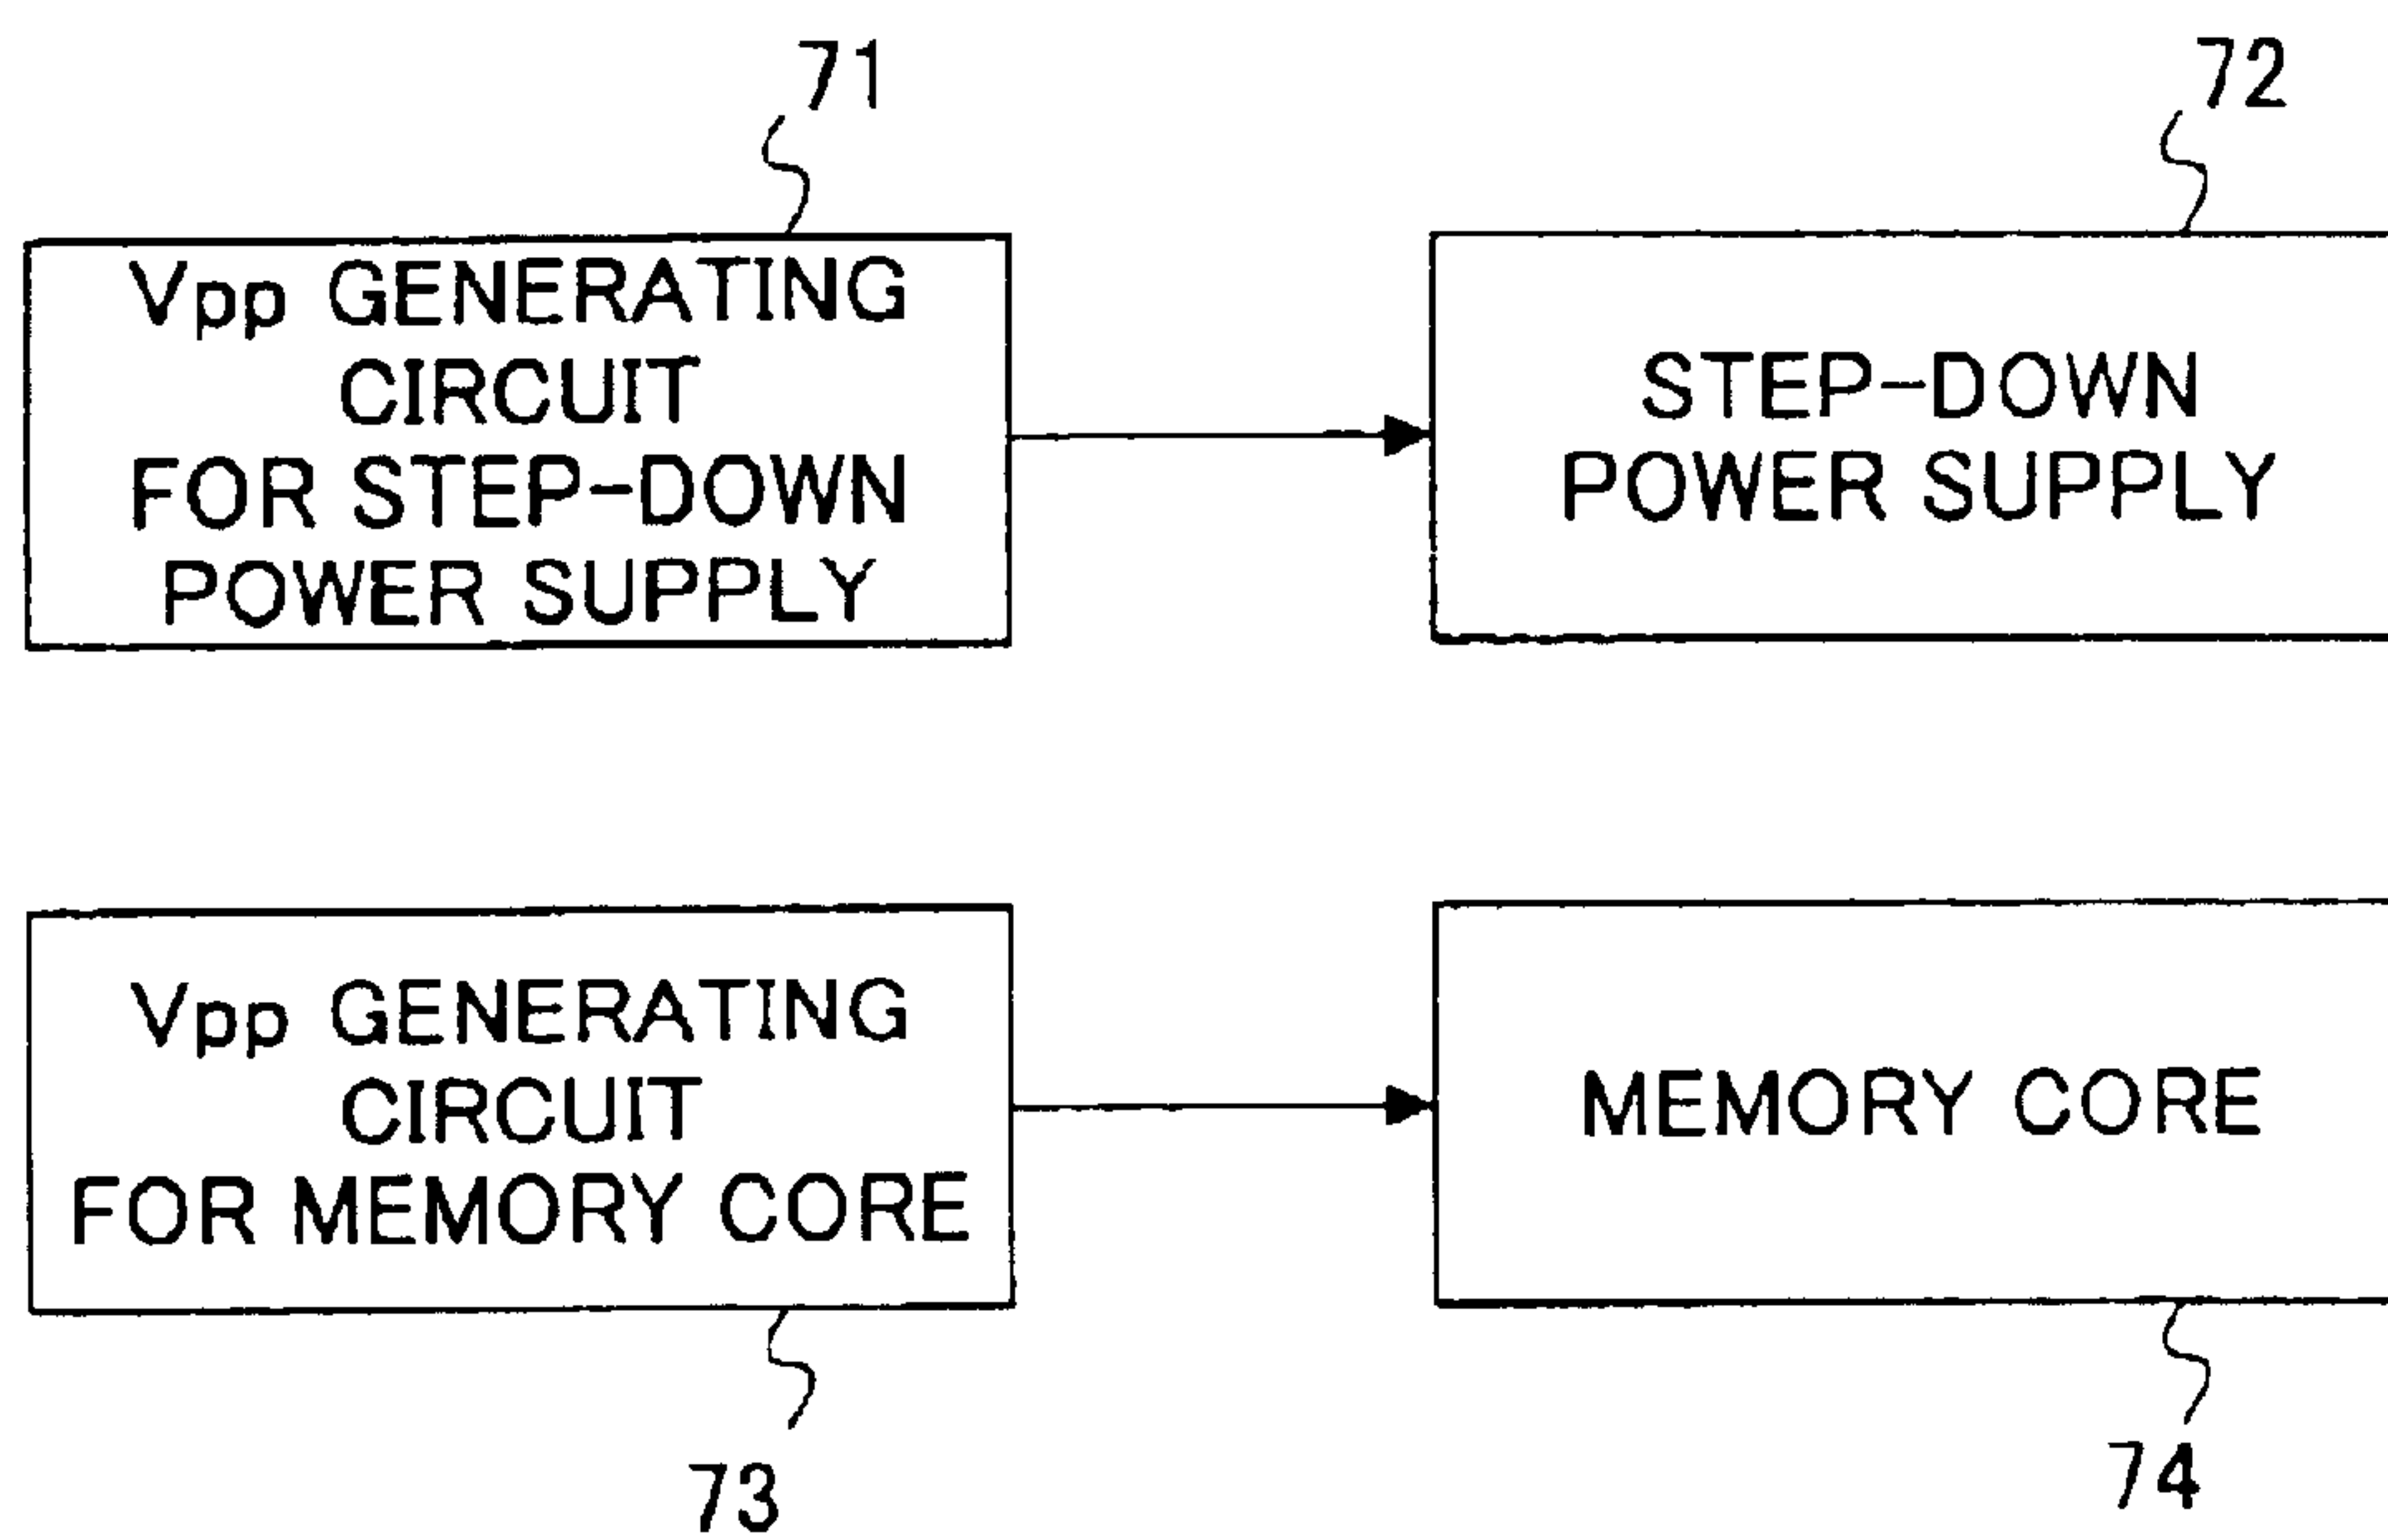 71
72
Vpp GENERATING
CIRCUIT
FOR STEP-DOWN
POWER SUPPLY
STEP-DOWN
POWER SUPPLY
Vpp GENERATING
CIRCUIT
FOR MEMORY CORE
MEMORY CORE
73
74